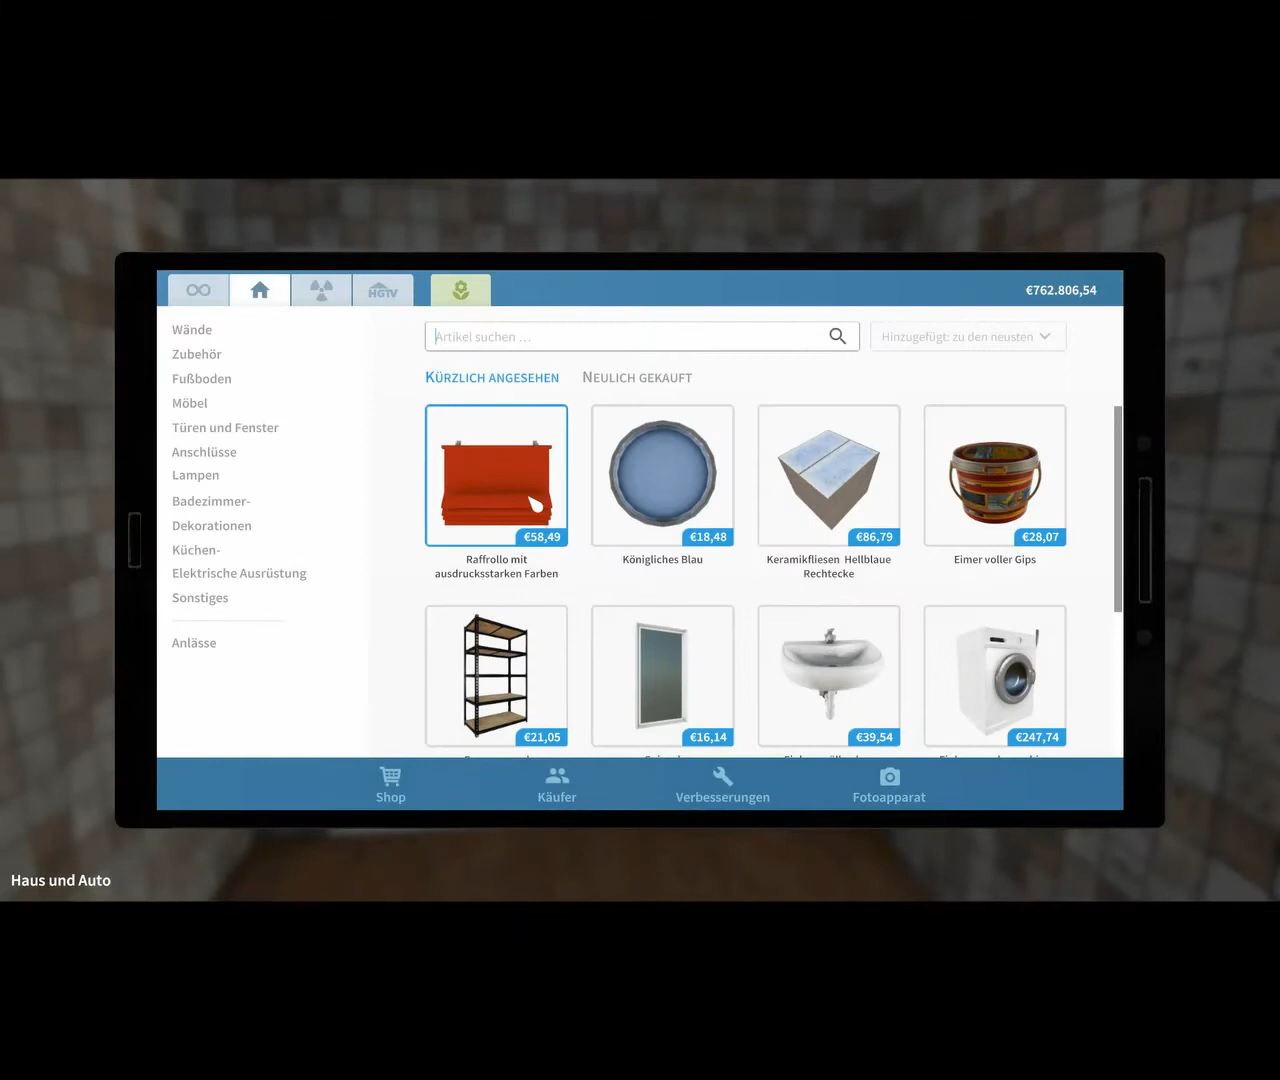 HGTV
€762.806,54
Wände
Zubehör
Fußboden
Möbel
Türen und Fenster
Anschlüsse
Lampen
Badezimmer-
Dekorationen
Küchen-
Elektrische Ausrüstung
Sonstiges
Anlässe
Artikel suchen ...
Hinzugefügt: zu den neusten
KÜRZLICH ANGESEHEN
NEULICH GEKAUFT
€58,49
€18,48
€86,79
€28,07
Raffrollo mit
ausdrucksstarken Farben
Königliches Blau
Keramikfliesen Hellblaue
Rechtecke
Eimer voller Gips
€21,05
€16,14
€39,54
€247,74
Shop
Käufer
Verbesserungen
Fotoapparat
Haus und Auto